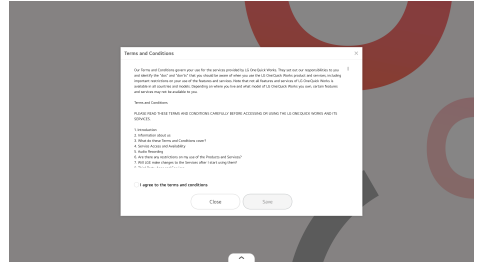 Terms and Conditions
Our Terms and Conditions govern your use for the services provided by LG OneQuick Works. They set out our responsibilities to you
and identify the "dos" and "don'ts" that you should be aware of when you use the LG OneQuick Works product and services, including
important restrictions on your use of the features and services. Note that not all features and services of LG OneQuick Works is
available in all countries and models. Depending on where you live and what model of LG OneQuick Works you own, certain features
and services may not be available to you.
Terms and Conditions
PLEASE READ THESE TERMS AND CONDITIONS CAREFULLY BEFORE ACCESSING OR USING THE LG ONEQUICK WORKS AND ITS
SERVICES.
1. Introduction
2. Information about us
3. What do these Terms and Conditions cover?
4. Service Access and Availability
5. Audio Recording
6. Are there any restrictions on my use of the Products and Services?
7. Will LGE make changes to the Services after I start using them?
I agree to the terms and conditions
Close
Save